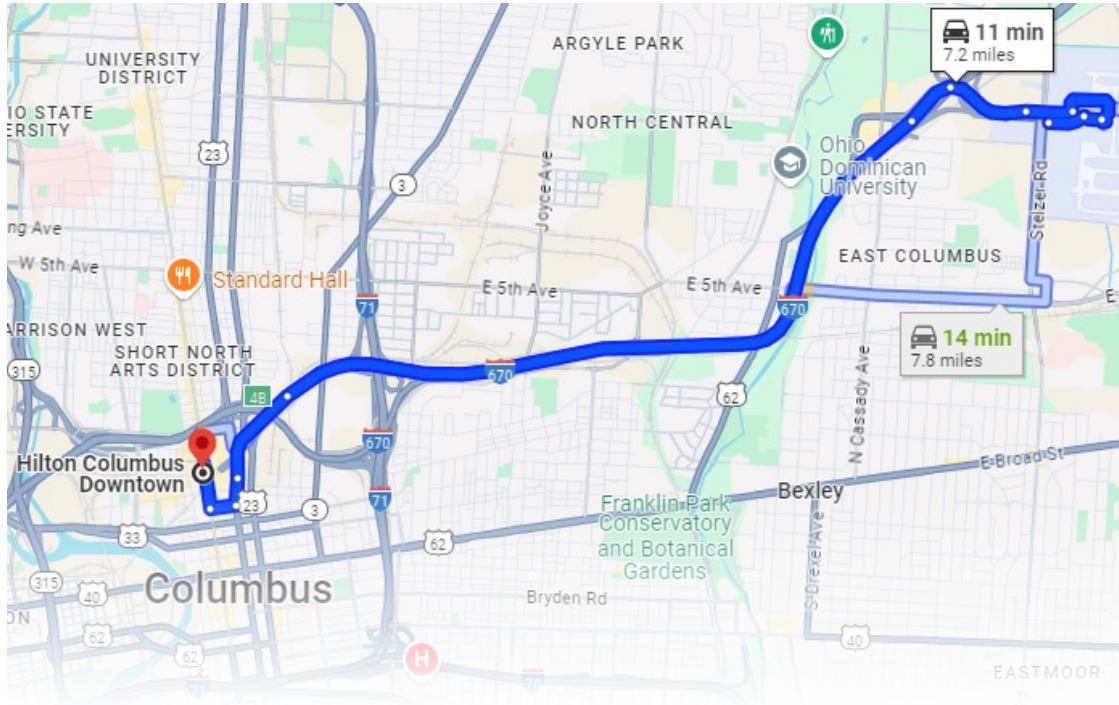 11 min
7.2 miles
ARGYLE PARK
UNIVERSITY
DISTRICT
IO STATE
ERSITY
NORTH CENTRAL
23
3
Ohio
Dominican
University
Joyce Ave
Stelzer Rd
ng Ave
W 5th Ave
EAST COLUMBUS
Standard Hall
E 5th Ave
E 5th Ave
E
71
670
ARRISON WEST
14 min
7.8 miles
SHORT NORTH
ARTS DISTRICT
315
670
4B
62
N Cassady Ave
670
Hilton Columbus
Downtown
E Broad St
Bexley
71
23
3
Franklin Park
Conservatory
and Botanical
Gardens
33
62
S Drexel Ave
315
40
Columbus
Bryden Rd
ON
62
62
40
H
EASTMOOR
71
70